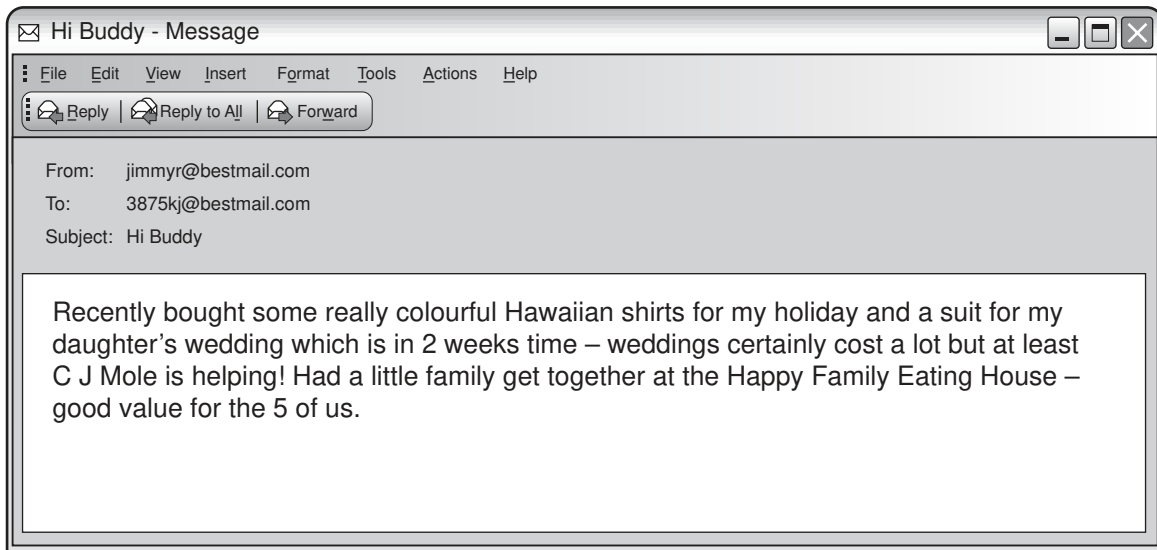 Hi Buddy - Message
File Edit View Insert Format Tools Actions Help
Reply Reply to All Forward
From: jimmyr@bestmail.com
To: 3875kj@bestmail.com
Subject: Hi Buddy
Recently bought some really colourful Hawaiian shirts for my holiday and a suit for my
daughter's wedding which is in 2 weeks time – weddings certainly cost a lot but at least
C J Mole is helping! Had a little family get together at the Happy Family Eating House –
good value for the 5 of us.